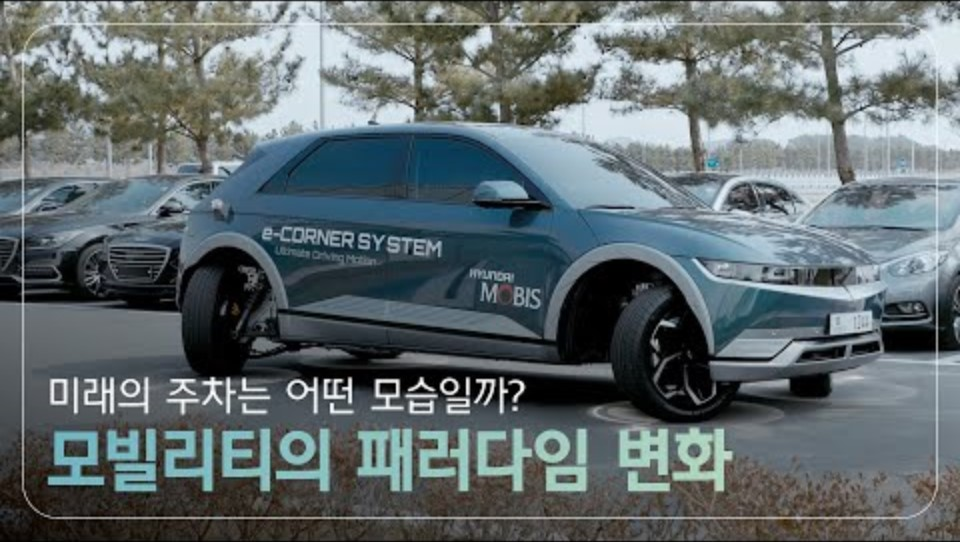 e-CORNER SYSTEM
Ultimate Driving Motion
HYUNDAI
MOBIS
미래의 주차는 어떤 모습일까?
모빌리티의 패러다임 변화